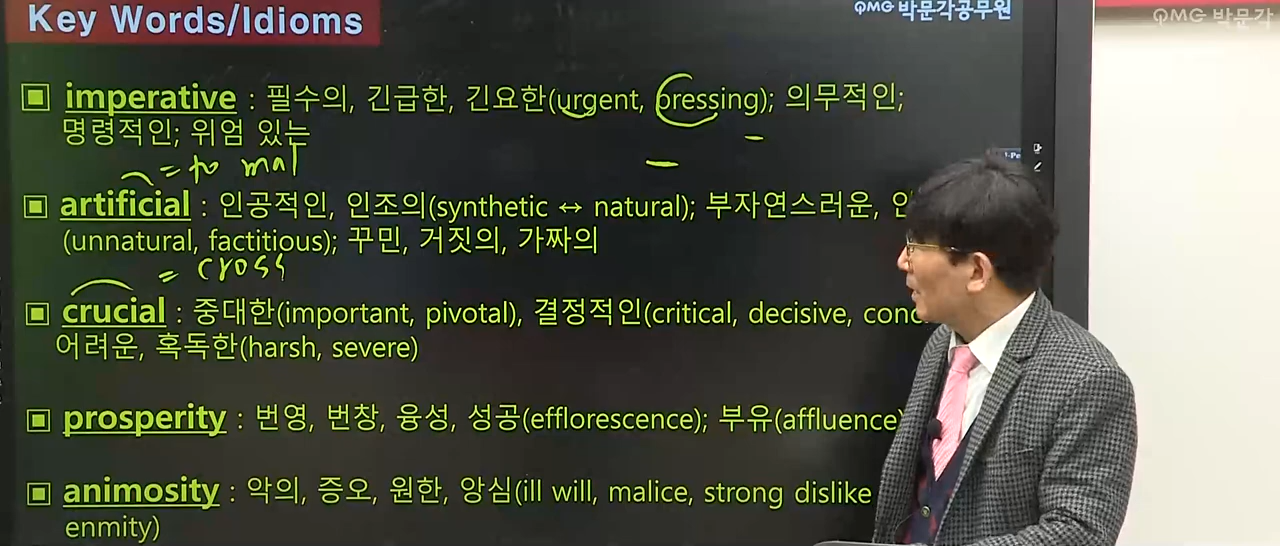 Key Words/Idioms
PMG 박문각공무원
PMG 박문각
▣ imperative : 필수의, 긴급한, 긴요한(urgent, pressing); 의무적인;
명령적인; 위엄 있는
= to mal
▣ artificial : 인공적인, 인조의(synthetic ↔ natural); 부자연스러운,
(unnatural, factitious); 꾸민, 거짓의, 가짜의
= cross
▣ crucial : 중대한(important, pivotal), 결정적인(critical, decisive,
어려운, 혹독한(harsh, severe)
▣ prosperity : 번영, 번창, 융성, 성공(efflorescence); 부유(affluence)
▣ animosity : 악의, 증오, 원한, 앙심(ill will, malice, strong dislike
enmity)